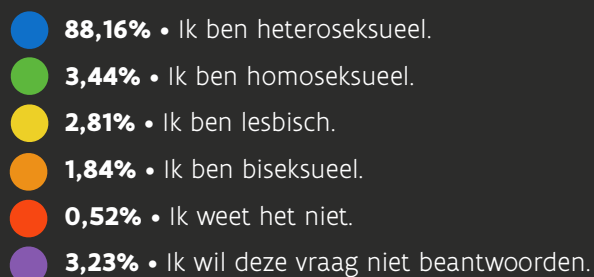 88,16% • Ik ben heteroseksueel.
3,44% • Ik ben homoseksueel.
2,81% • Ik ben lesbisch.
1,84% • Ik ben biseksueel.
0,52% • Ik weet het niet.
3,23% • Ik wil deze vraag niet beantwoorden.